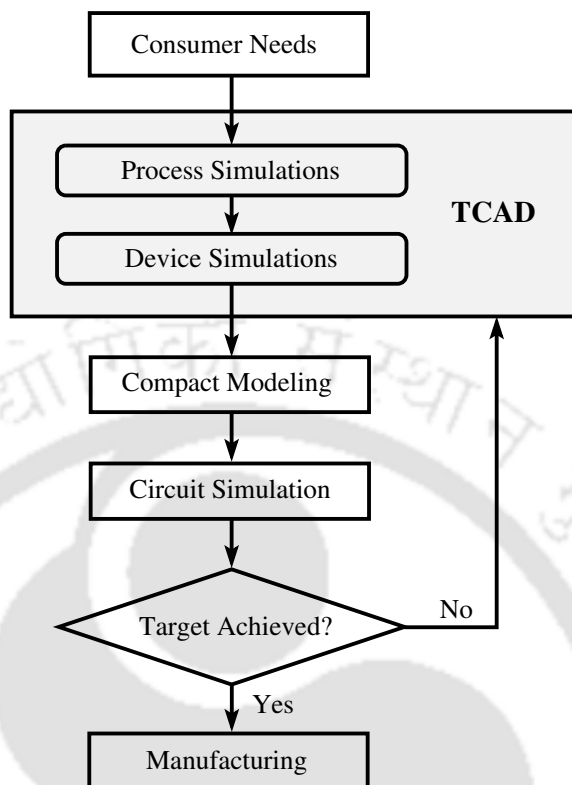 Consumer Needs
Process Simulations
TCAD
Device Simulations
Compact Modeling
Circuit Simulation
Target Achieved?
No
Yes
Manufacturing